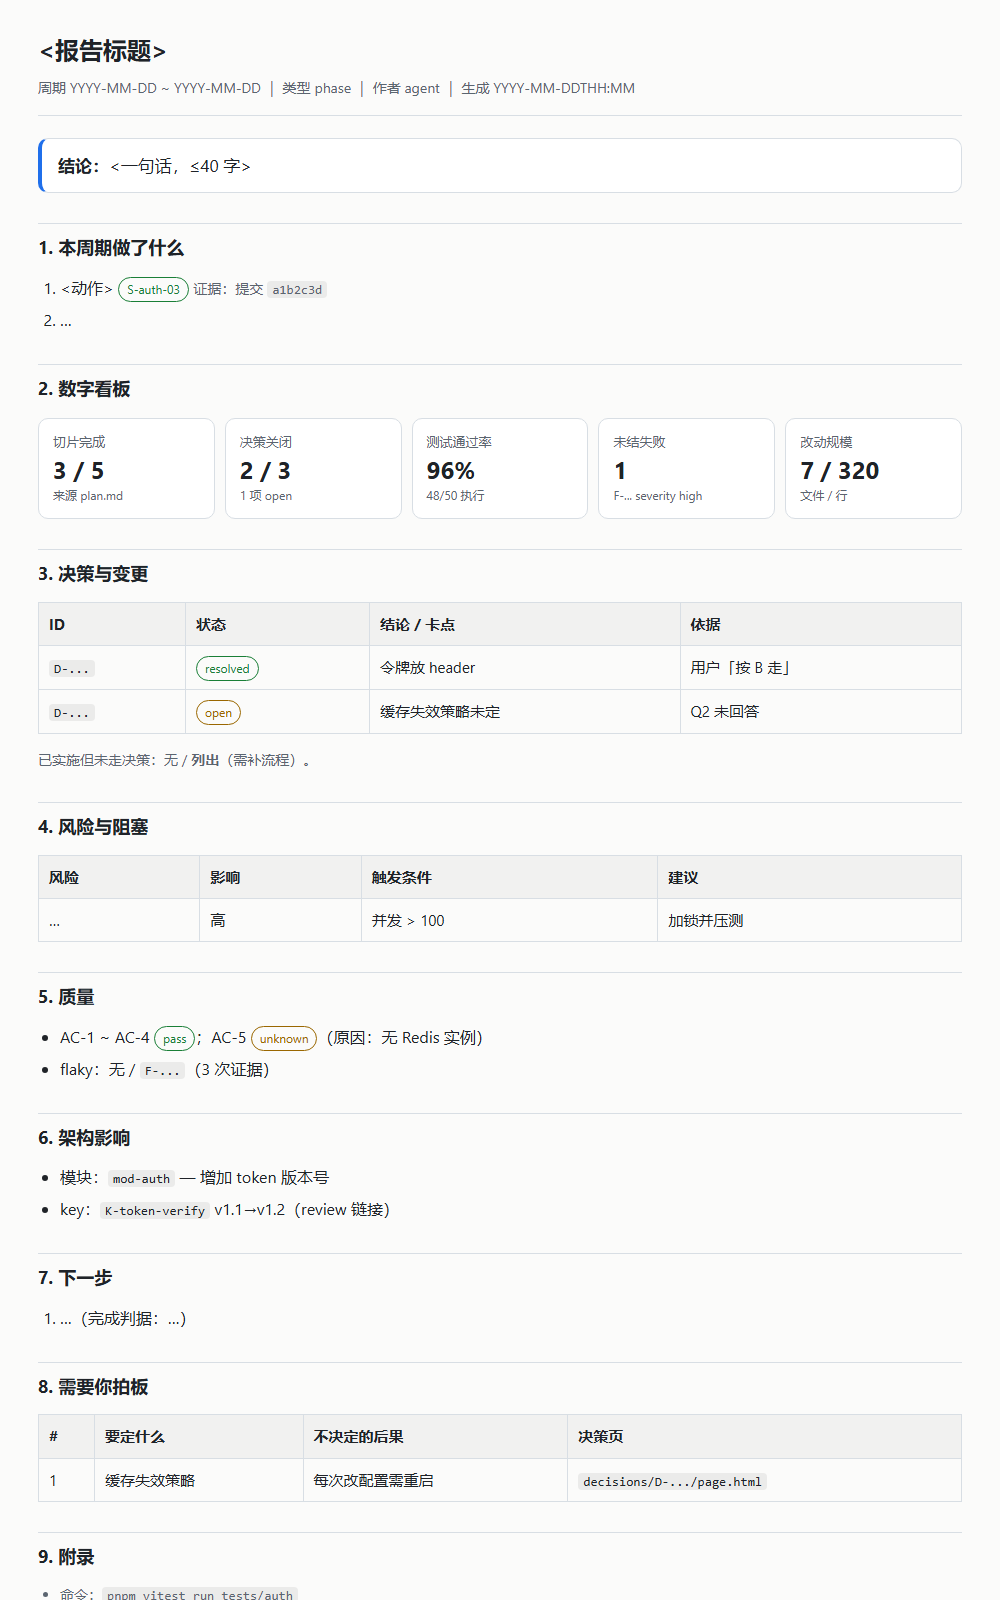 <报告标题>
周期 YYYY-MM-DD ~ YYYY-MM-DD | 类型 phase | 作者 agent | 生成 YYYY-MM-DDTHH:MM
结论：<一句话，≤40 字>
1. 本周期做了什么
1. <动作> S-auth-03 证据：提交 a1b2c3d
2. ...
2. 数字看板
切片完成 决策关闭 测试通过率 未结失败 改动规模
3 / 5 2 / 3 96% 1 7 / 320
来源 plan.md 1 项 open 48/50 执行 F-... severity high 文件 / 行
3. 决策与变更
ID 状态 结论 / 卡点 依据
D-... resolved 令牌放 header 用户「按 B 走」
D-... open 缓存失效策略未定 Q2 未回答
已实施但未走决策：无 / 列出（需补流程）。
4. 风险与阻塞
风险 影响 触发条件 建议
... 高 并发 > 100 加锁并压测
5. 质量
• AC-1 ~ AC-4 pass；AC-5 unknown（原因：无 Redis 实例）
• flaky：无 / F-...（3 次证据）
6. 架构影响
• 模块：mod-auth — 增加 token 版本号
• key：K-token-verify v1.1→v1.2（review 链接）
7. 下一步
1. ...（完成判据：...）
8. 需要你拍板
# 要定什么 不决定的后果 决策页
1 缓存失效策略 每次改配置需重启 decisions/D-.../page.html
9. 附录
• 命令：pnpm vitest run tests/auth